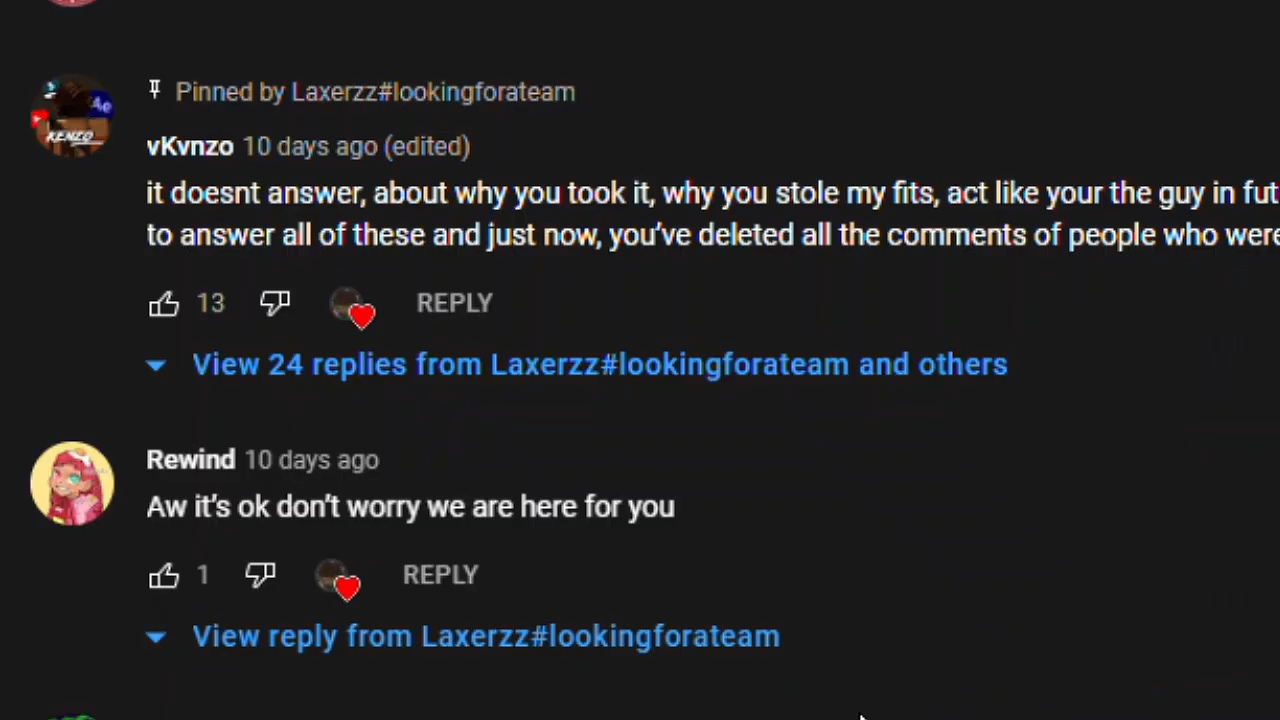 Pinned by Laxerzz#lookingforateam
vKvnzo 10 days ago (edited)
it doesnt answer, about why you took it, why you stole my fits, act like your the guy in fut
to answer all of these and just now, you've deleted all the comments of people who were
13 REPLY
View 24 replies from Laxerzz#lookingforateam and others
Rewind 10 days ago
Aw it's ok don't worry we are here for you
1 REPLY
View reply from Laxerzz#lookingforateam
Ae
KENZO